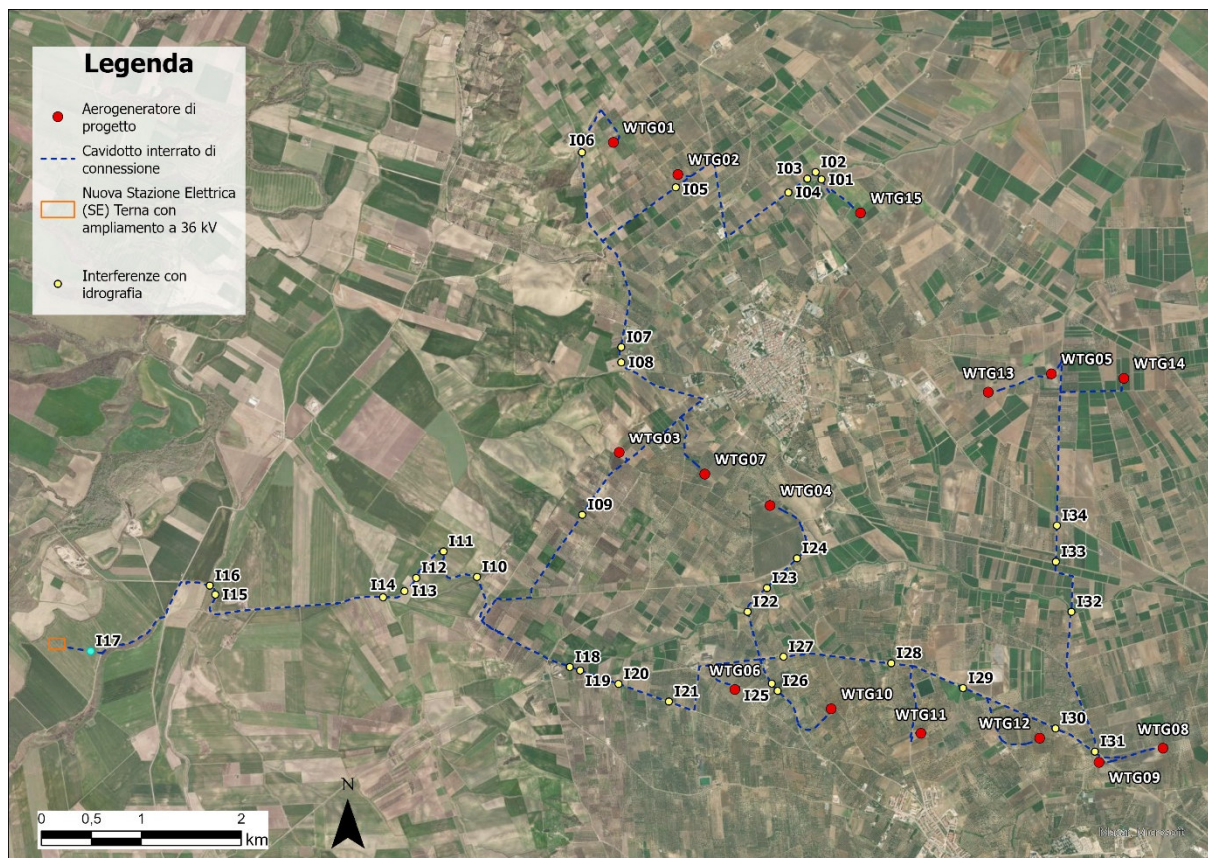 Legenda
Aerogeneratore di
progetto
Cavidotto interrato di
connessione
Nuova Stazione Elettrica
(SE) Terna con
ampliamento a 36 kV
Interferenze con
idrografia
I06
WTG01
WTG02
I05
I03
I02
I01
I04
WTG15
I07
I08
WTG05
WTG14
WTG13
WTG03
WTG07
WTG04
I09
I34
I24
I11
I33
I12
I10
I16
I23
I14
I13
I15
I22
I32
I17
I27
I28
I18
I19
WTG06
I20
I29
I25
I26
I21
WTG10
WTG11
I30
WTG12
I31
WTG08
WTG09
N
0 0,5 1 2
km